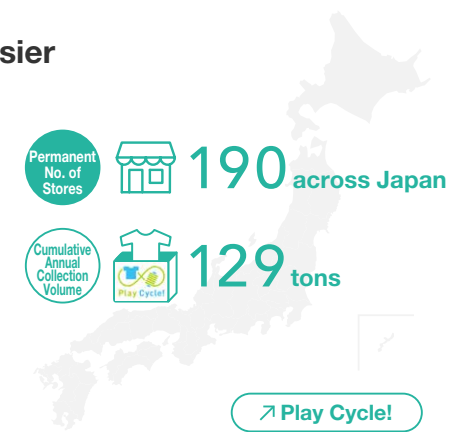 sier
Permanent
No. of
Stores
190 across Japan
Cumulative
Annual
Collection
Volume
Play Cycle!
129 tons
Play Cycle!